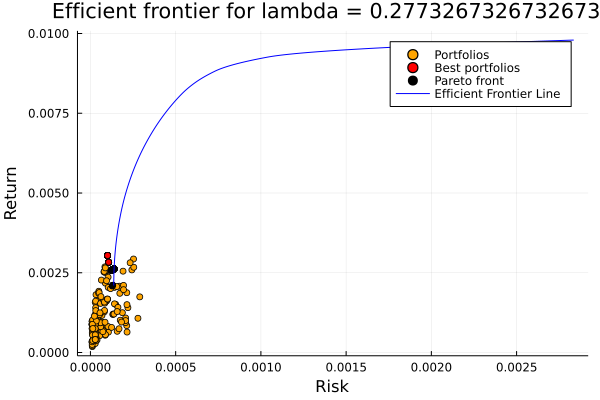 Efficient frontier for lambda = 0.2773267326732673
0.0100
Portfolios
Best portfolios
Pareto front
Efficient Frontier Line
0.0075
Return
0.0050
0.0025
0.0000
0.0000 0.0005 0.0010 0.0015 0.0020 0.0025
Risk